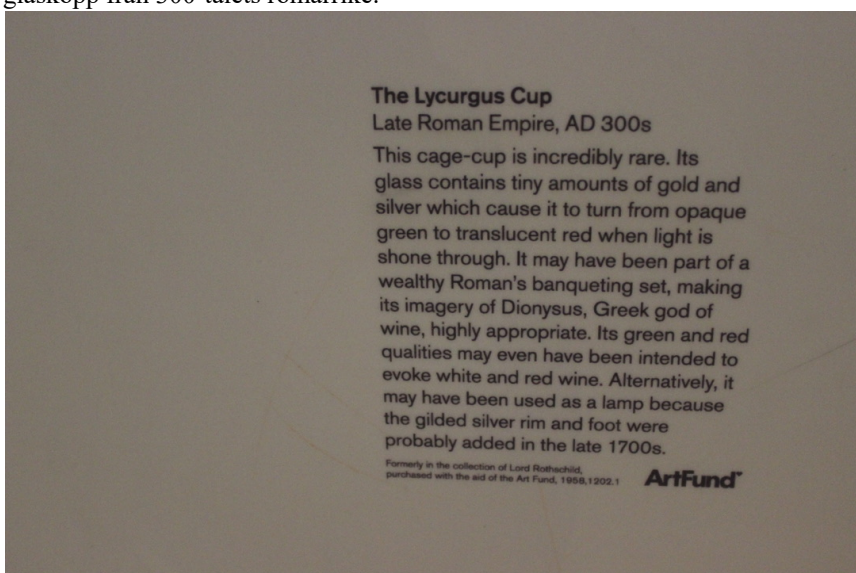 The Lycurgus Cup
Late Roman Empire, AD 300s
This cage-cup is incredibly rare. Its
glass contains tiny amounts of gold and
silver which cause it to turn from opaque
green to translucent red when light is
shone through. It may have been part of a
wealthy Roman's banqueting set, making
its imagery of Dionysus, Greek god of
wine, highly appropriate. Its green and red
qualities may even have been intended to
evoke white and red wine. Alternatively, it
may have been used as a lamp because
the gilded silver rim and foot were
probably added in the late 1700s.
Formerly in the collection of Lord Rothschild,
purchased with the aid of the Art Fund, 1958,1202.1
ArtFund